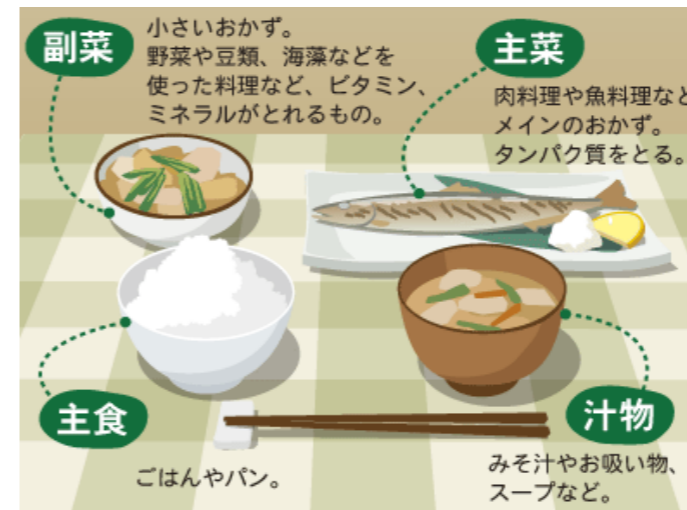 副菜
小さいおかず。
野菜や豆類、海藻などを
使った料理など、ビタミン、
ミネラルがとれるもの。
主菜
肉料理や魚料理など
メインのおかず。
タンパク質をとる。
主食
ごはんやパン。
汁物
みそ汁やお吸い物、
スープなど。